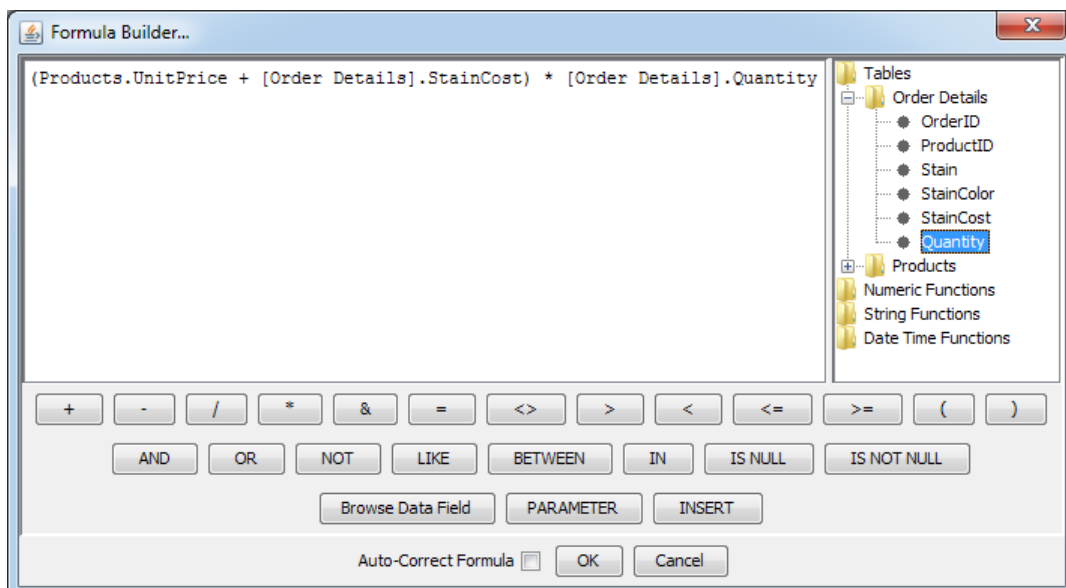 Formula Builder...
(Products.UnitPrice + [Order Details].StainCost) * [Order Details].Quantity
Tables
Order Details
OrderID
ProductID
Stain
StainColor
StainCost
Quantity
Products
Numeric Functions
String Functions
Date Time Functions
+ - / * & = <> > < <= >= ( )
AND OR NOT LIKE BETWEEN IN IS NULL IS NOT NULL
Browse Data Field PARAMETER INSERT
Auto-Correct Formula OK Cancel